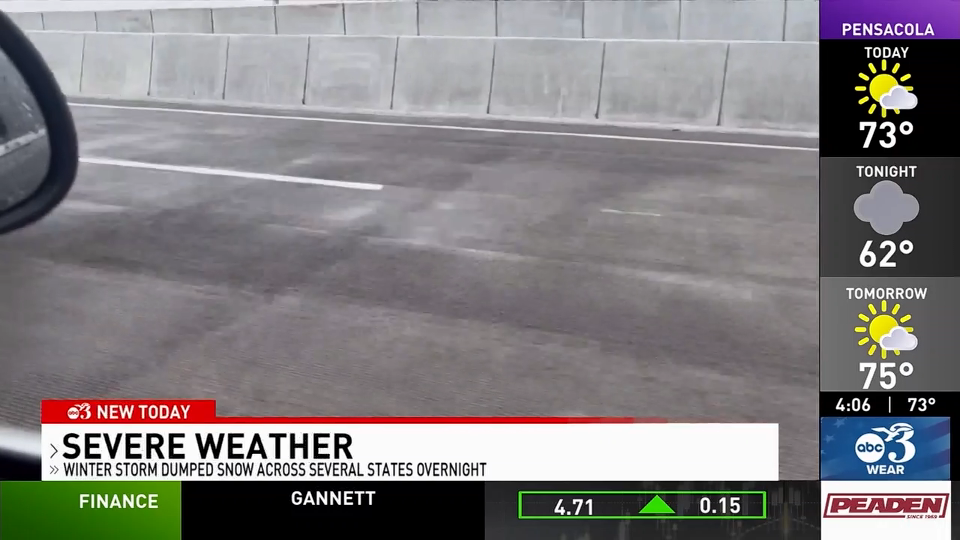 PENSACOLA
TODAY
73°
TONIGHT
62°
TOMORROW
75°
4:06 | 73°
abc 3
WEAR
PEADEN
SINCE 1969
abc 3 NEW TODAY
SEVERE WEATHER
» WINTER STORM DUMPED SNOW ACROSS SEVERAL STATES OVERNIGHT
FINANCE
GANNETT
4.71 ▲ 0.15